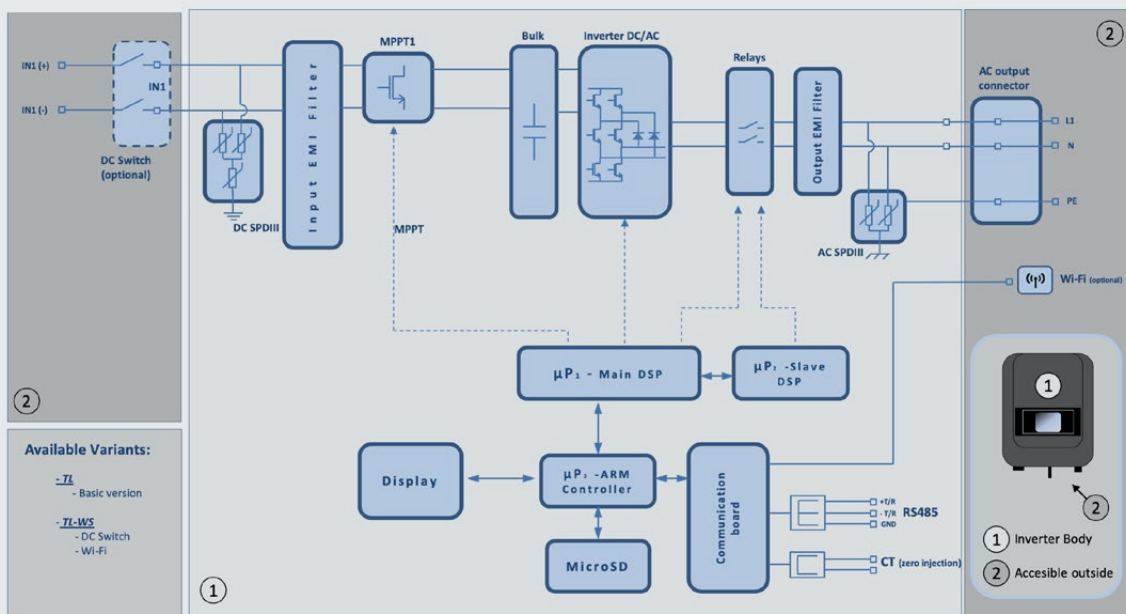 2
IN1 (+)
IN1 (-)
IN1
DC Switch
(optional)
DC SPDIII
Input EMI Filter
MPPT1
MPPT
Bulk
Inverter DC/AC
Relays
Output EMI Filter
AC SPDIII
2
AC output
connector
L1
N
PE
Wi-Fi (optional)
µP₁ - Main DSP
µP₂ -Slave
DSP
Display
µP₃ -ARM
Controller
MicroSD
Communication
board
+T/R
- T/R
GND
RS485
CT (zero injection)
Available Variants:
- TL
- Basic version
- TL-WS
- DC Switch
- Wi-Fi
1
1
2
1 Inverter Body
2 Accesible outside